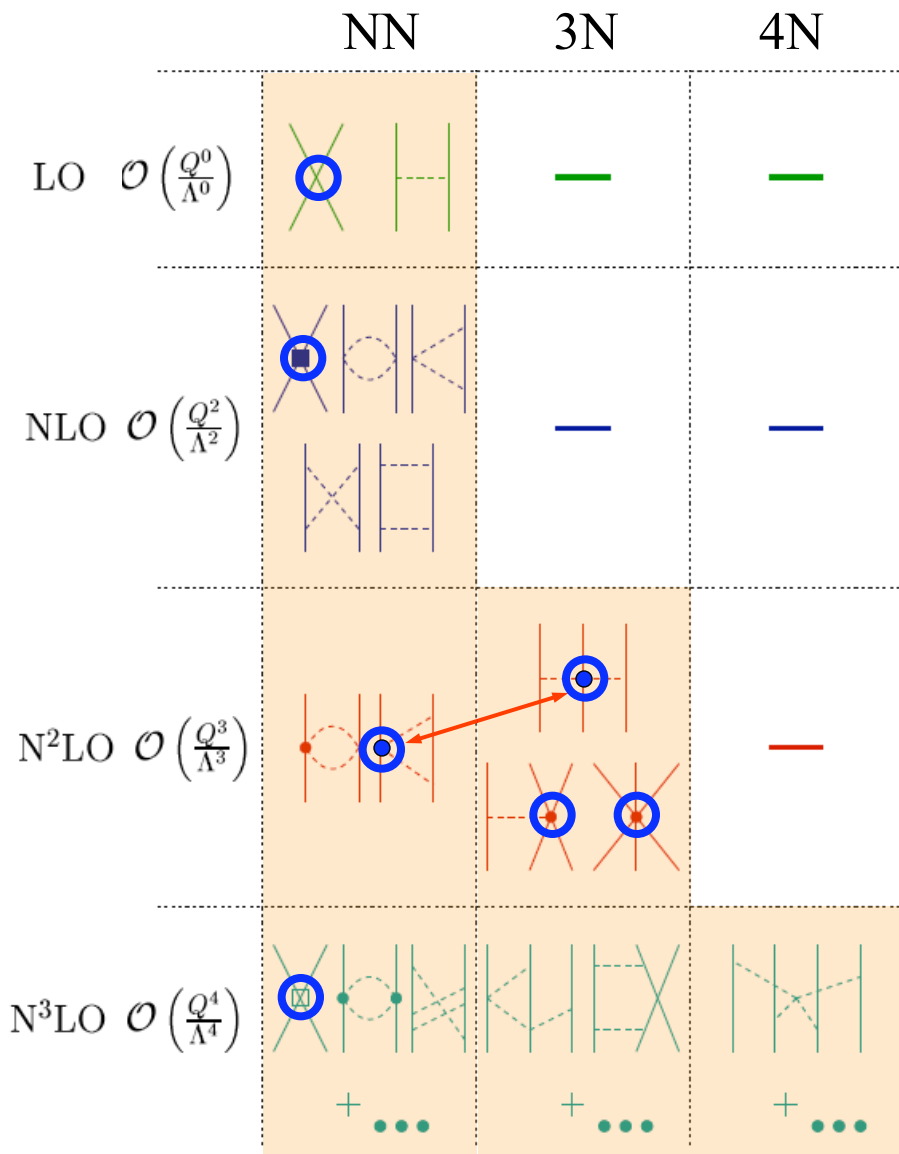 NN 3N 4N
LO 𝒪 (Q⁰/Λ⁰)
NLO 𝒪 (Q²/Λ²)
N²LO 𝒪 (Q³/Λ³)
N³LO 𝒪 (Q⁴/Λ⁴)
+ ••• + ••• + •••